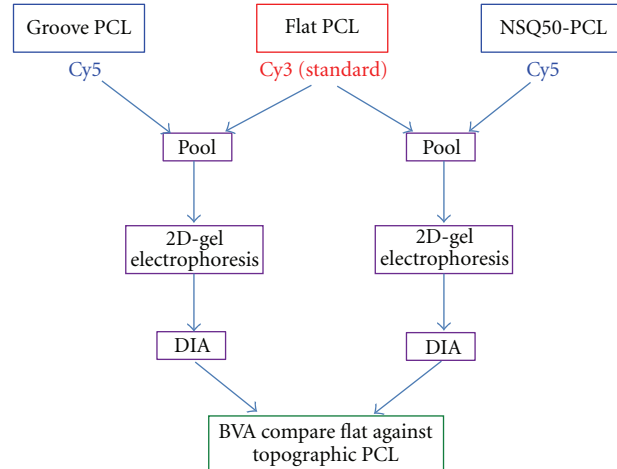 Groove PCL
Flat PCL
NSQ50-PCL
Cy5
Cy3 (standard)
Cy5
Pool
Pool
2D-gel
electrophoresis
2D-gel
electrophoresis
DIA
DIA
BVA compare flat against
topographic PCL